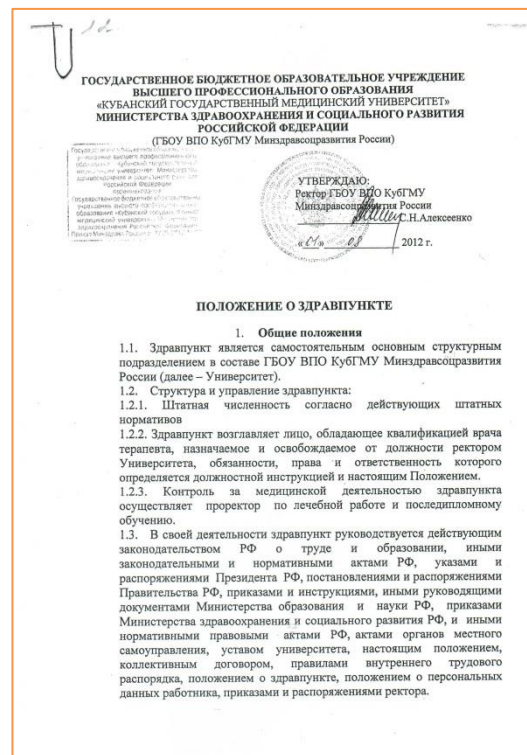 ГОСУДАРСТВЕННОЕ БЮДЖЕТНОЕ ОБРАЗОВАТЕЛЬНОЕ УЧРЕЖДЕНИЕ
ВЫСШЕГО ПРОФЕССИОНАЛЬНОГО ОБРАЗОВАНИЯ
«КУБАНСКИЙ ГОСУДАРСТВЕННЫЙ МЕДИЦИНСКИЙ УНИВЕРСИТЕТ»
МИНИСТЕРСТВА ЗДРАВООХРАНЕНИЯ И СОЦИАЛЬНОГО РАЗВИТИЯ
РОССИЙСКОЙ ФЕДЕРАЦИИ
(ГБОУ ВПО КубГМУ Минздравсоцразвития России)
УТВЕРЖДАЮ:
Ректор ГБОУ ВПО КубГМУ
Минздравсоцразвития России
С.Н.Алексеенко
2012 г.
ПОЛОЖЕНИЕ О ЗДРАВПУНКТЕ
1. Общие положения
1.1. Здравпункт является самостоятельным основным структурным
подразделением в составе ГБОУ ВПО КубГМУ Минздравсоцразвития
России (далее – Университет).
1.2. Структура и управление здравпункта:
1.2.1. Штатная численность согласно действующих штатных
нормативов
1.2.2. Здравпункт возглавляет лицо, обладающее квалификацией врача
терапевта, назначаемое и освобождаемое от должности ректором
Университета, обязанности, права и ответственность которого
определяется должностной инструкцией и настоящим Положением.
1.2.3. Контроль за медицинской деятельностью здравпункта
осуществляет проректор по лечебной работе и последипломному
обучению.
1.3. В своей деятельности здравпункт руководствуется действующим
законодательством РФ о труде и образовании, иными
законодательными и нормативными актами РФ, указами и
распоряжениями Президента РФ, постановлениями и распоряжениями
Правительства РФ, приказами и инструкциями, иными руководящими
документами Министерства образования и науки РФ, приказами
Министерства здравоохранения и социального развития РФ, и иными
нормативными правовыми актами РФ, актами органов местного
самоуправления, уставом университета, настоящим положением,
коллективным договором, правилами внутреннего трудового
распорядка, положением о здравпункте, положением о персональных
данных работника, приказами и распоряжениями ректора.